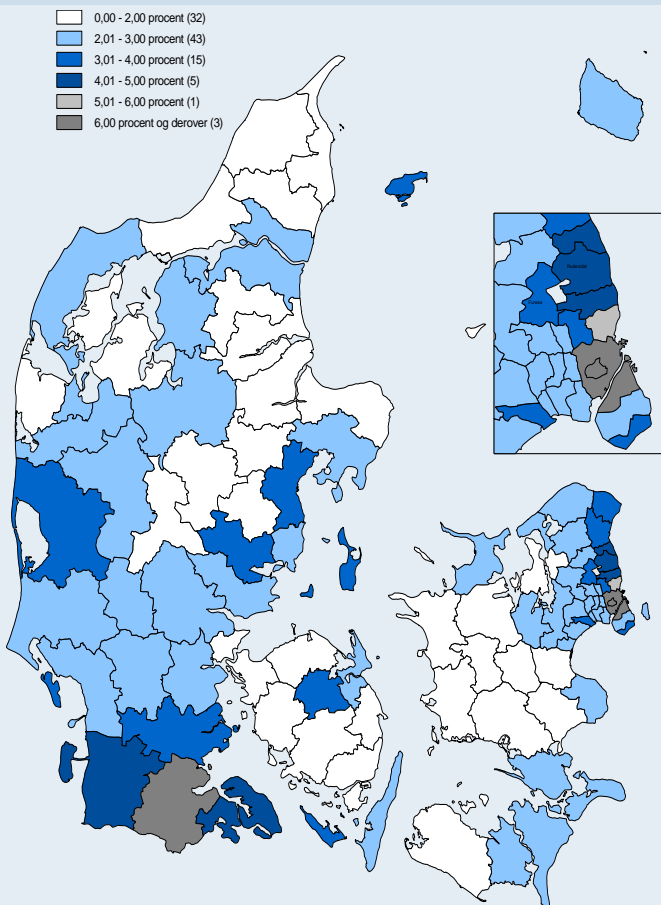 0,00 - 2,00 procent (32)
2,01 - 3,00 procent (43)
3,01 - 4,00 procent (15)
4,01 - 5,00 procent (5)
5,01 - 6,00 procent (1)
6,00 procent og derover (3)